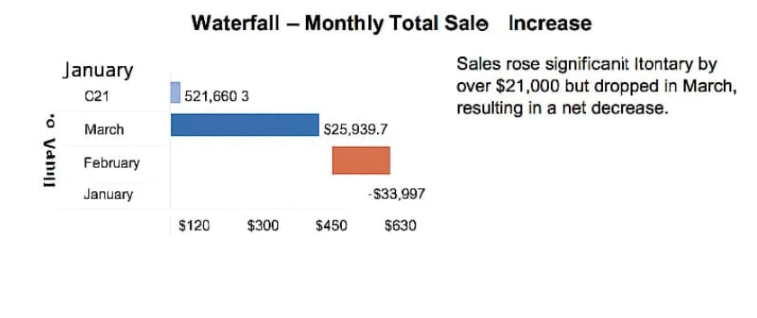 Waterfall – Monthly Total Sale Increase
January
C21
521,660 3
March
$25,939.7
February
January
-$33,997
$120 $300 $450 $630
Sales rose significanit Itontary by
over $21,000 but dropped in March,
resulting in a net decrease.